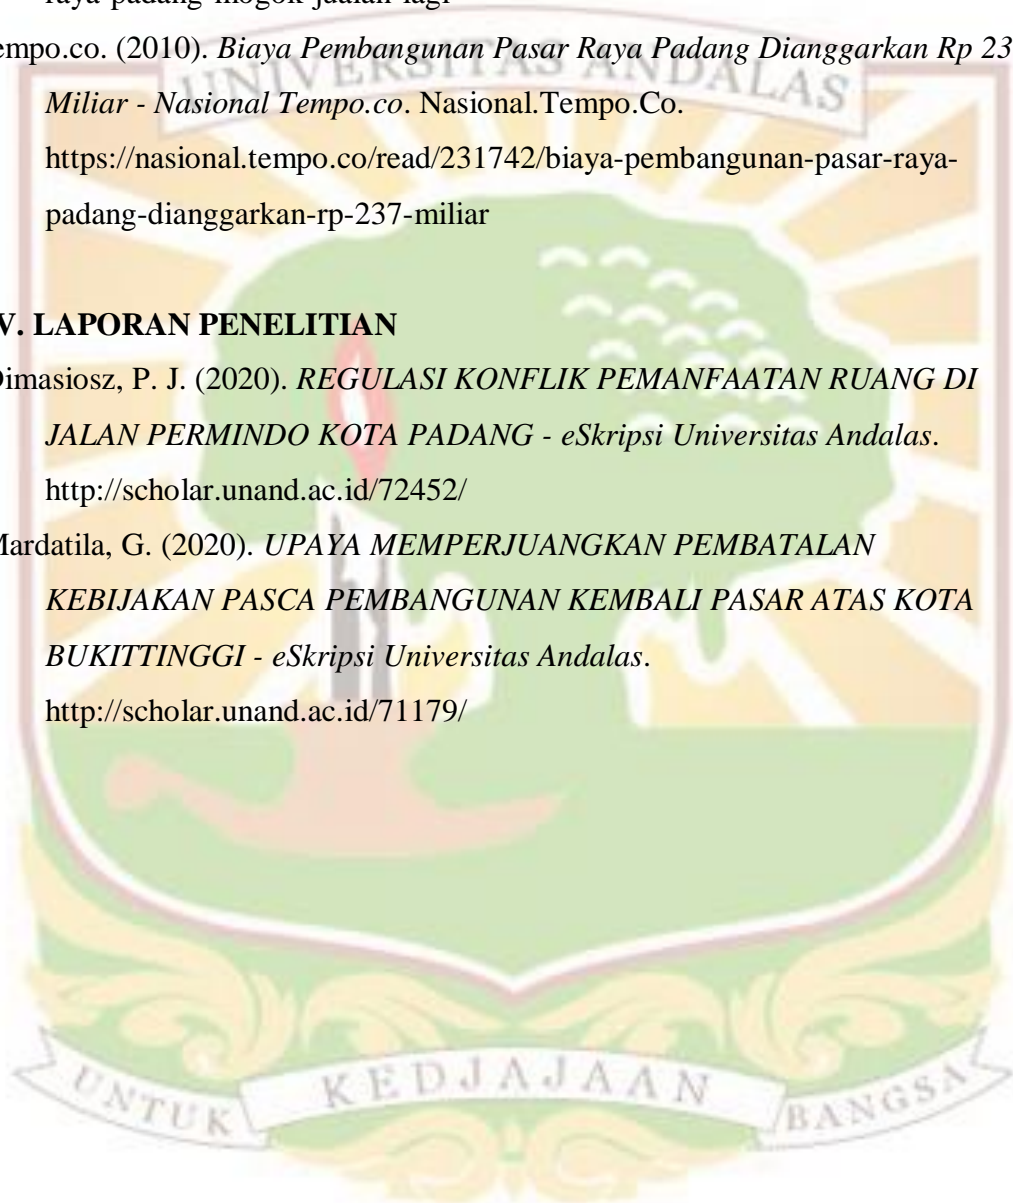 raya-padang-mogok-jualan-lagi
empo.co. (2010). Biaya Pembangunan Pasar Raya Padang Dianggarkan Rp 23
Miliar - Nasional Tempo.co. Nasional.Tempo.Co.
https://nasional.tempo.co/read/231742/biaya-pembangunan-pasar-raya-
padang-dianggarkan-rp-237-miliar
V. LAPORAN PENELITIAN
Dimasiosz, P. J. (2020). REGULASI KONFLIK PEMANFAATAN RUANG DI
JALAN PERMINDO KOTA PADANG - eSkripsi Universitas Andalas.
http://scholar.unand.ac.id/72452/
Mardatila, G. (2020). UPAYA MEMPERJUANGKAN PEMBATALAN
KEBIJAKAN PASCA PEMBANGUNAN KEMBALI PASAR ATAS KOTA
BUKITTINGGI - eSkripsi Universitas Andalas.
http://scholar.unand.ac.id/71179/
UNIVERSITAS ANDALAS
UNTUK KEDJAJAAN BANGSA